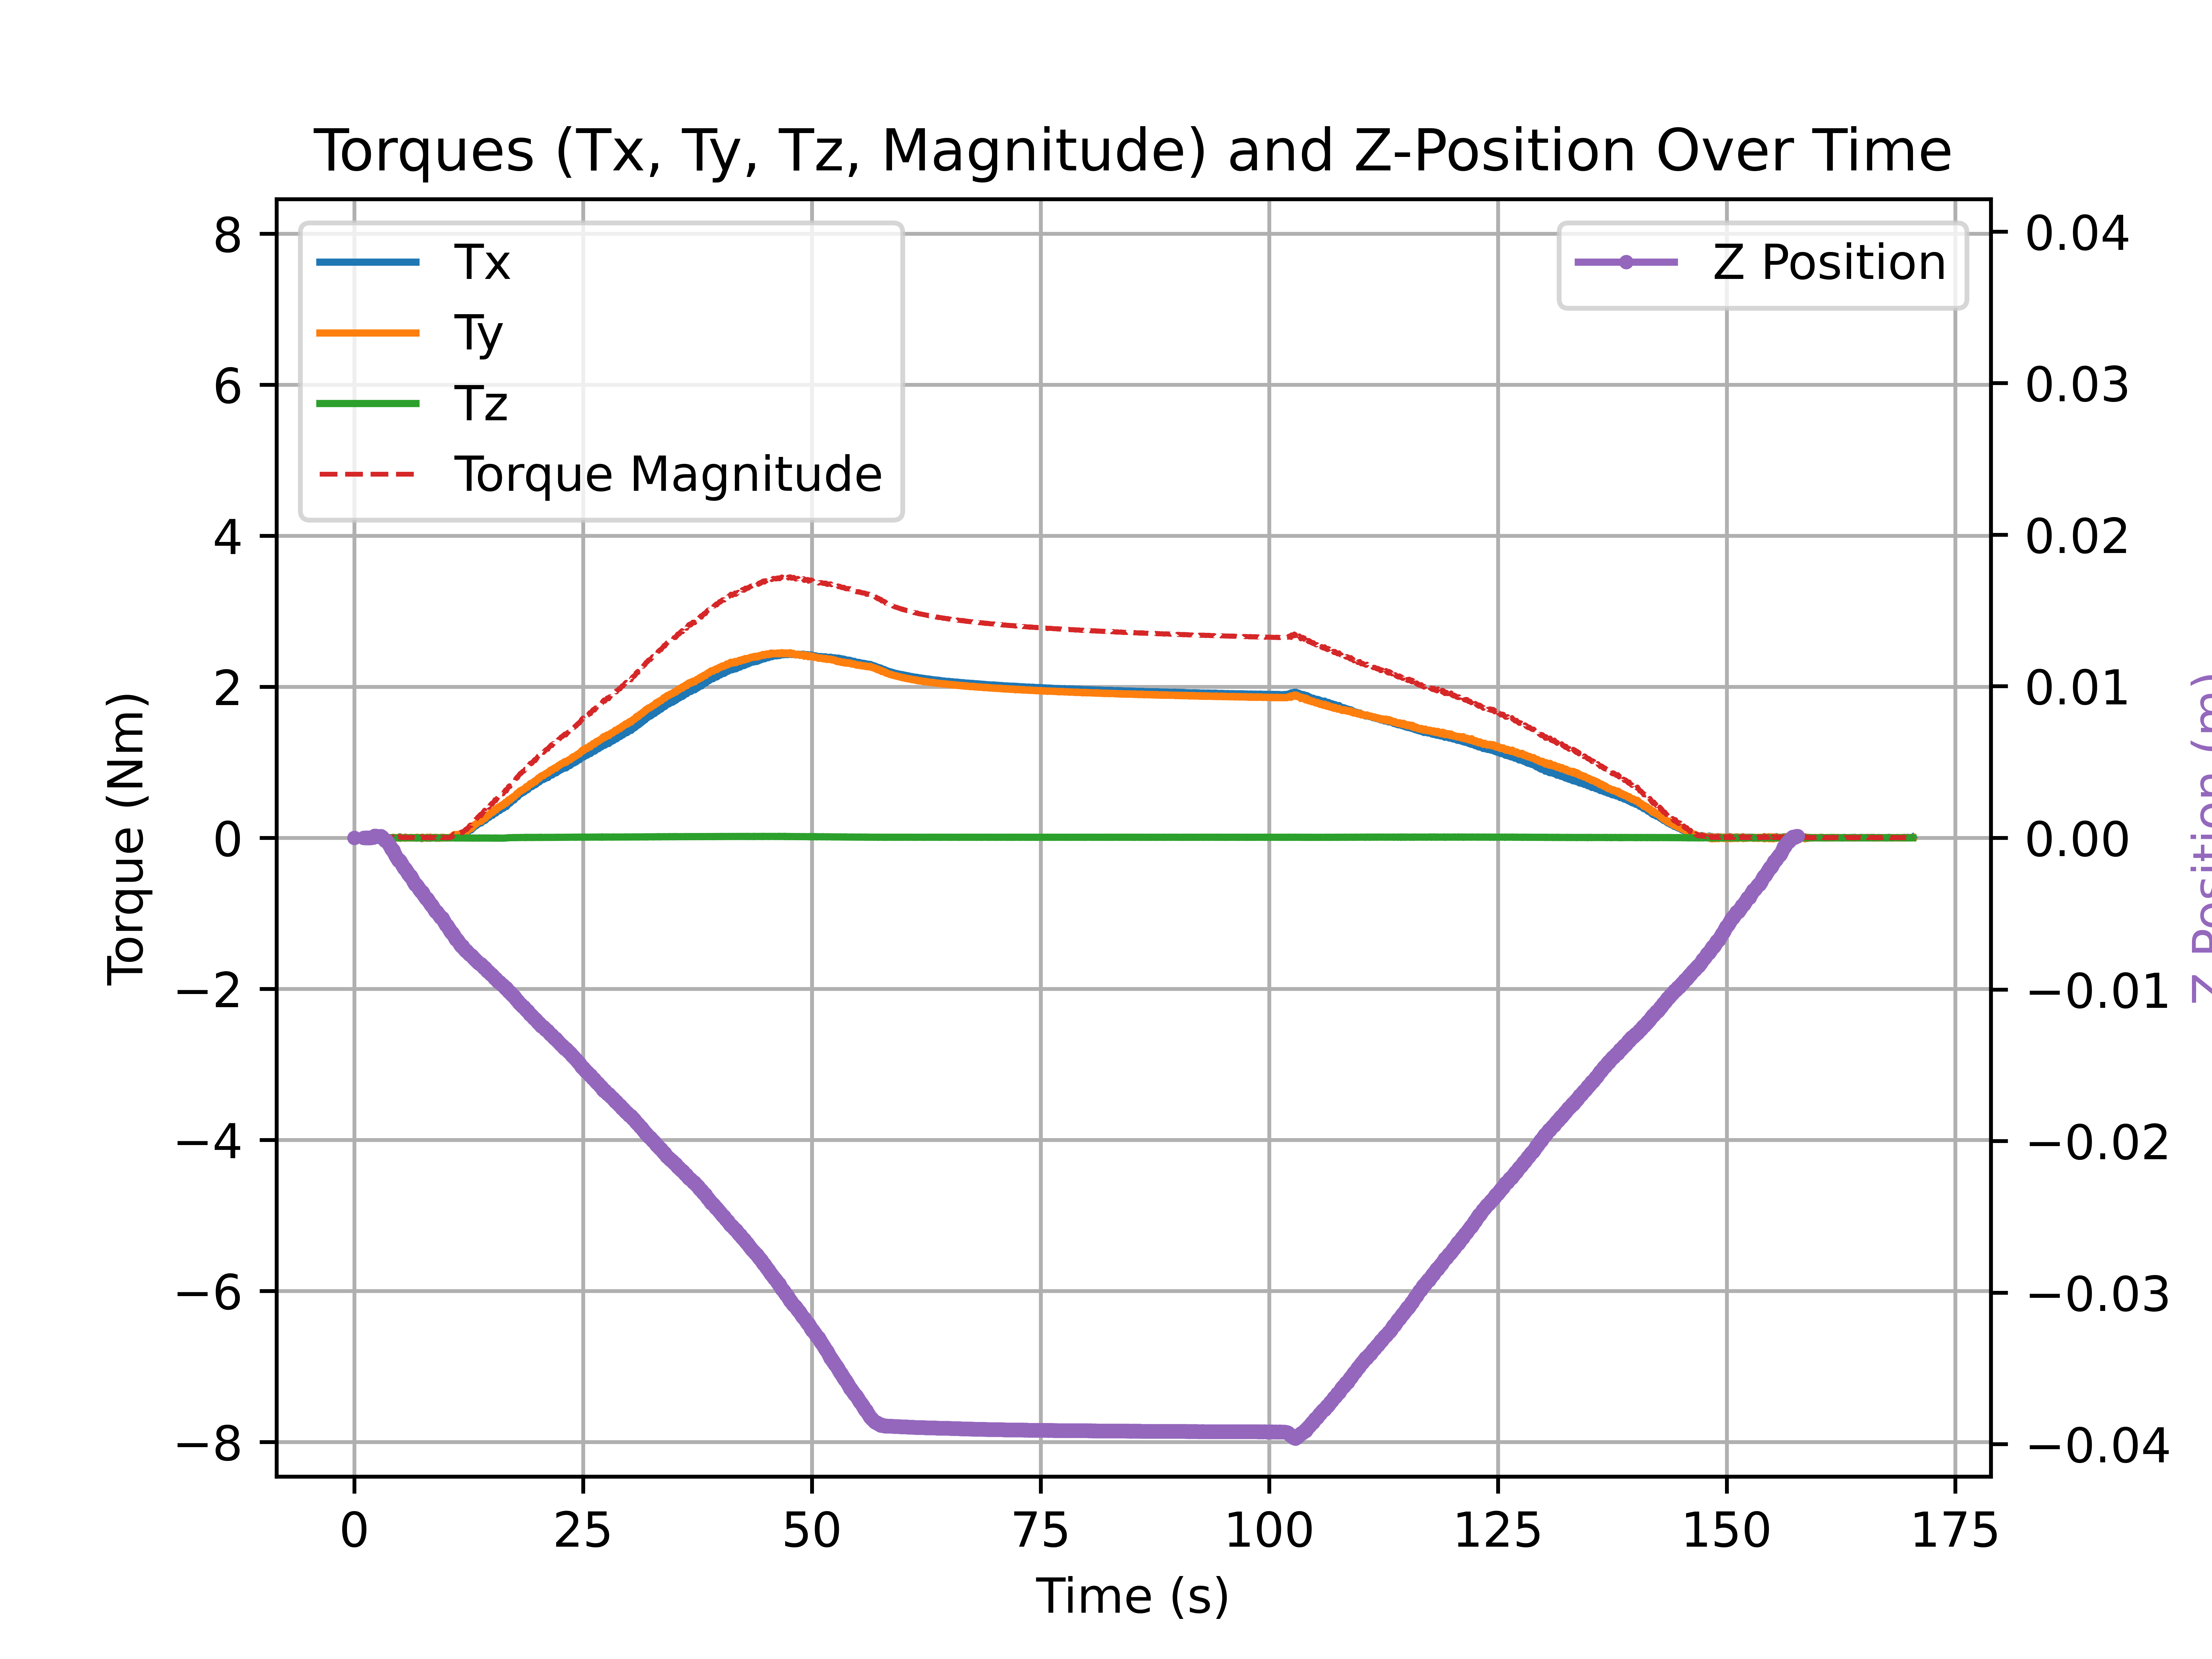 Torques (Tx, Ty, Tz, Magnitude) and Z-Position Over Time
Tx
Ty
Tz
Torque Magnitude
Z Position
Torque (Nm)
8
6
4
2
0
−2
−4
−6
−8
0.04
0.03
0.02
0.01
0.00
−0.01
−0.02
−0.03
−0.04
Z Position (m)
0 25 50 75 100 125 150 175
Time (s)